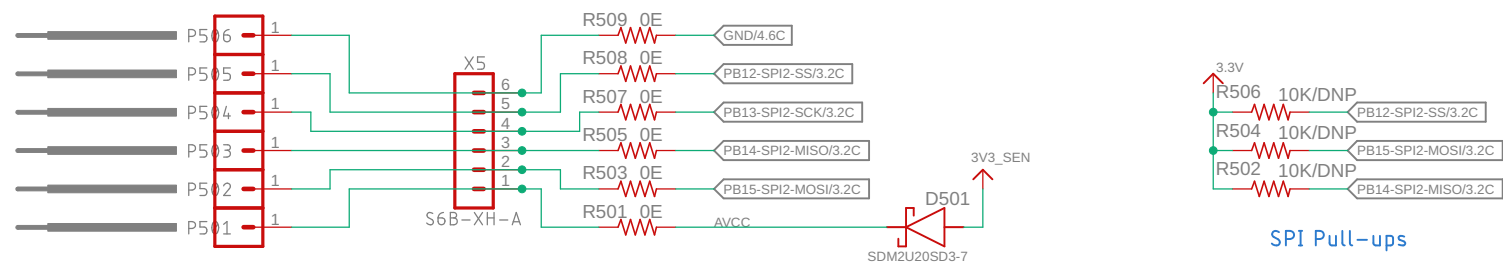 P506 1
P505 1
P504 1
P503 1
P502 1
P501 1
X5
6
5
4
3
2
1
S6B-XH-A
R509 0E
GND/4.6C
R508 0E
PB12-SPI2-SS/3.2C
R507 0E
PB13-SPI2-SCK/3.2C
R505 0E
PB14-SPI2-MISO/3.2C
R503 0E
PB15-SPI2-MOSI/3.2C
R501 0E
AVCC
3V3_SEN
D501
SDM2U20SD3-7
3.3V
R506 10K/DNP
PB12-SPI2-SS/3.2C
R504 10K/DNP
PB15-SPI2-MOSI/3.2C
R502 10K/DNP
PB14-SPI2-MISO/3.2C
SPI Pull-ups